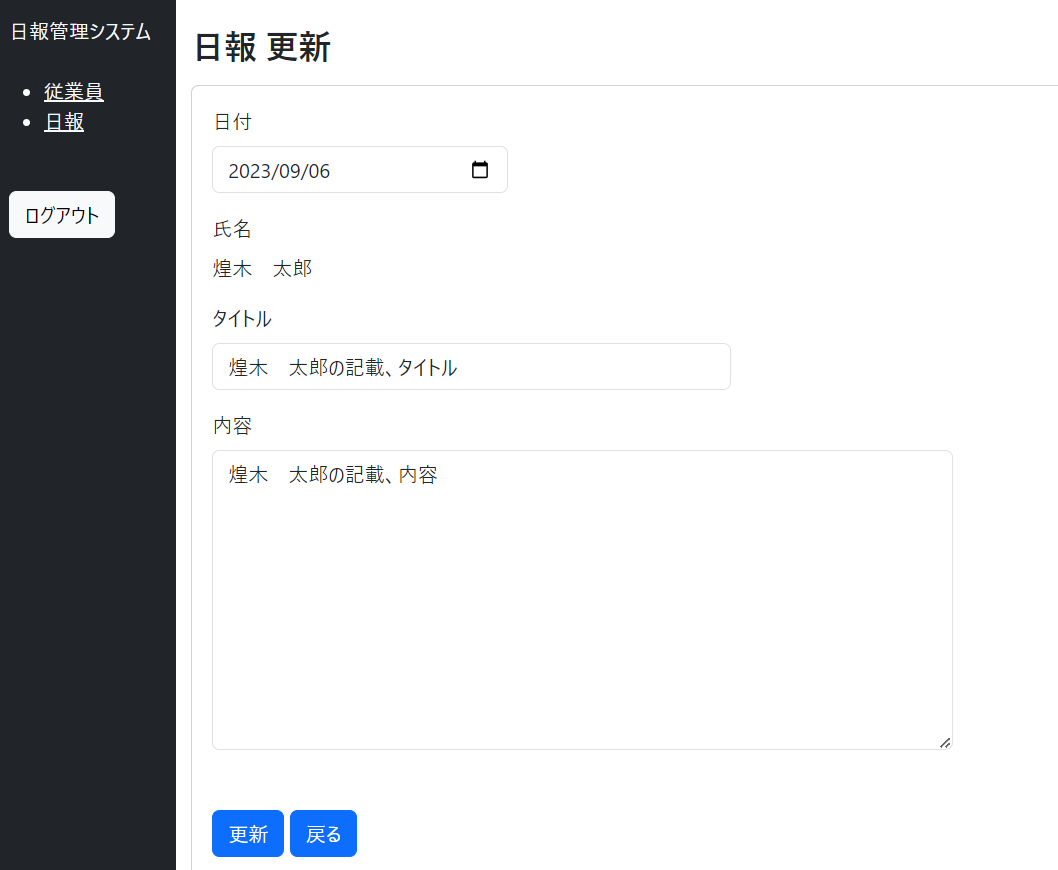 日報管理システム
従業員
日報
ログアウト
日報 更新
日付
2023/09/06
氏名
煌木　太郎
タイトル
煌木　太郎の記載、タイトル
内容
煌木　太郎の記載、内容
更新
戻る